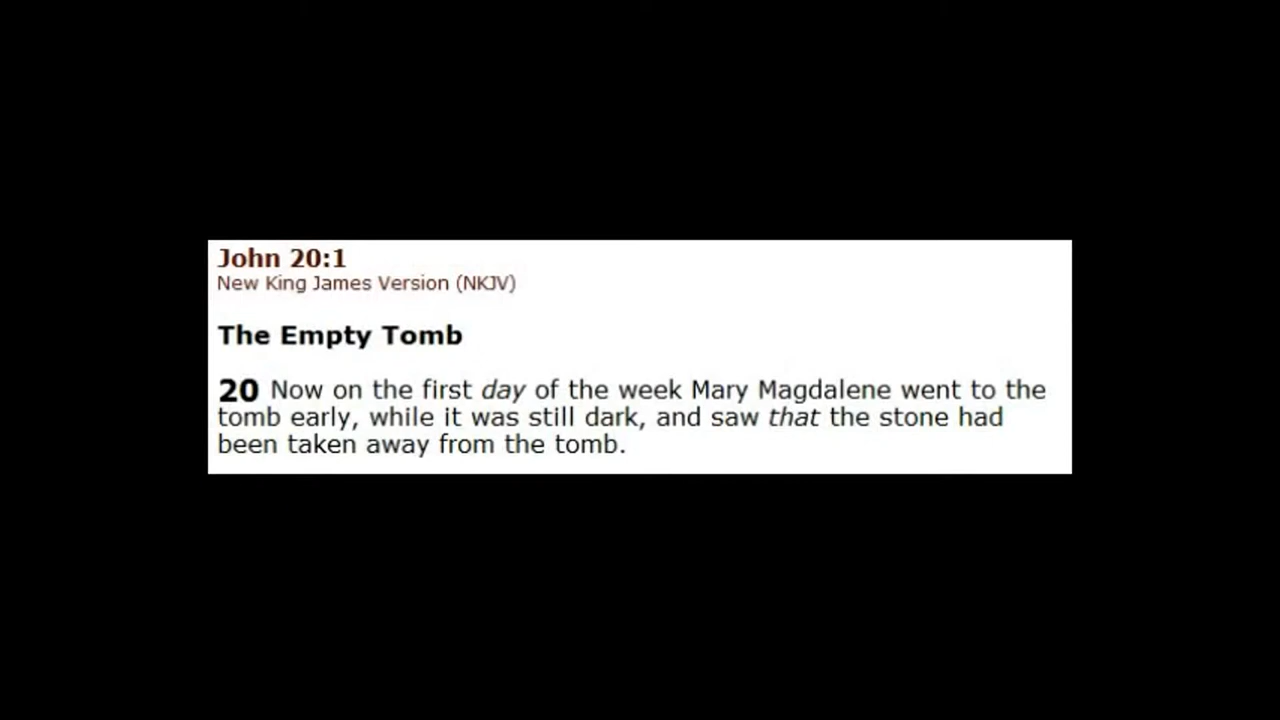 John 20:1
New King James Version (NKJV)
The Empty Tomb
20 Now on the first day of the week Mary Magdalene went to the
tomb early, while it was still dark, and saw that the stone had
been taken away from the tomb.